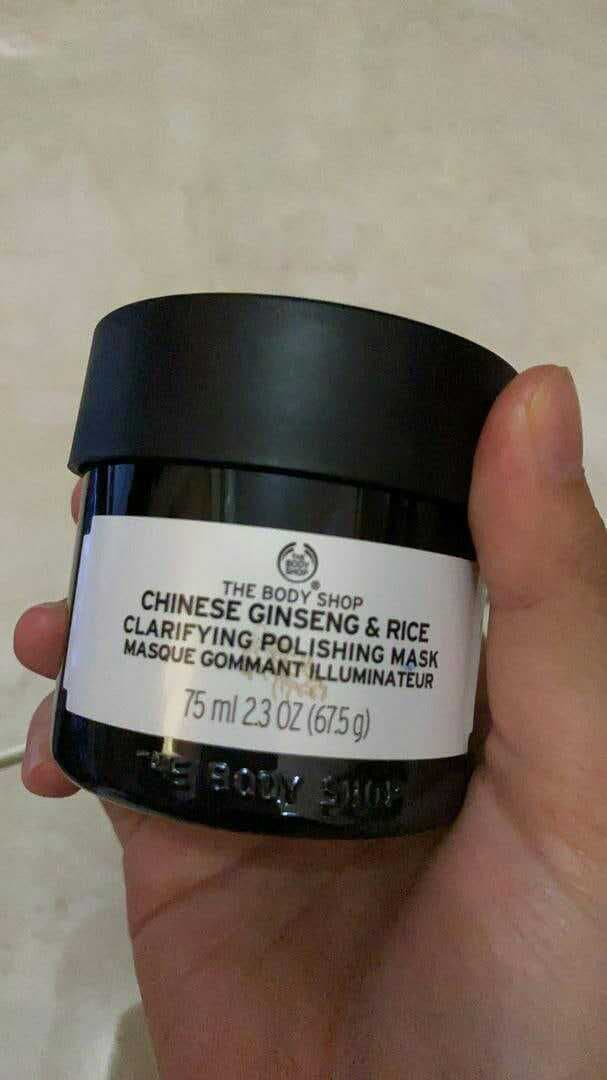 THE
BODY
SHOP
THE BODY SHOP®
CHINESE GINSENG & RICE
CLARIFYING POLISHING MASK
MASQUE GOMMANT ILLUMINATEUR
75 ml 2.3 OZ (67.5 g)
THE BODY SHOP